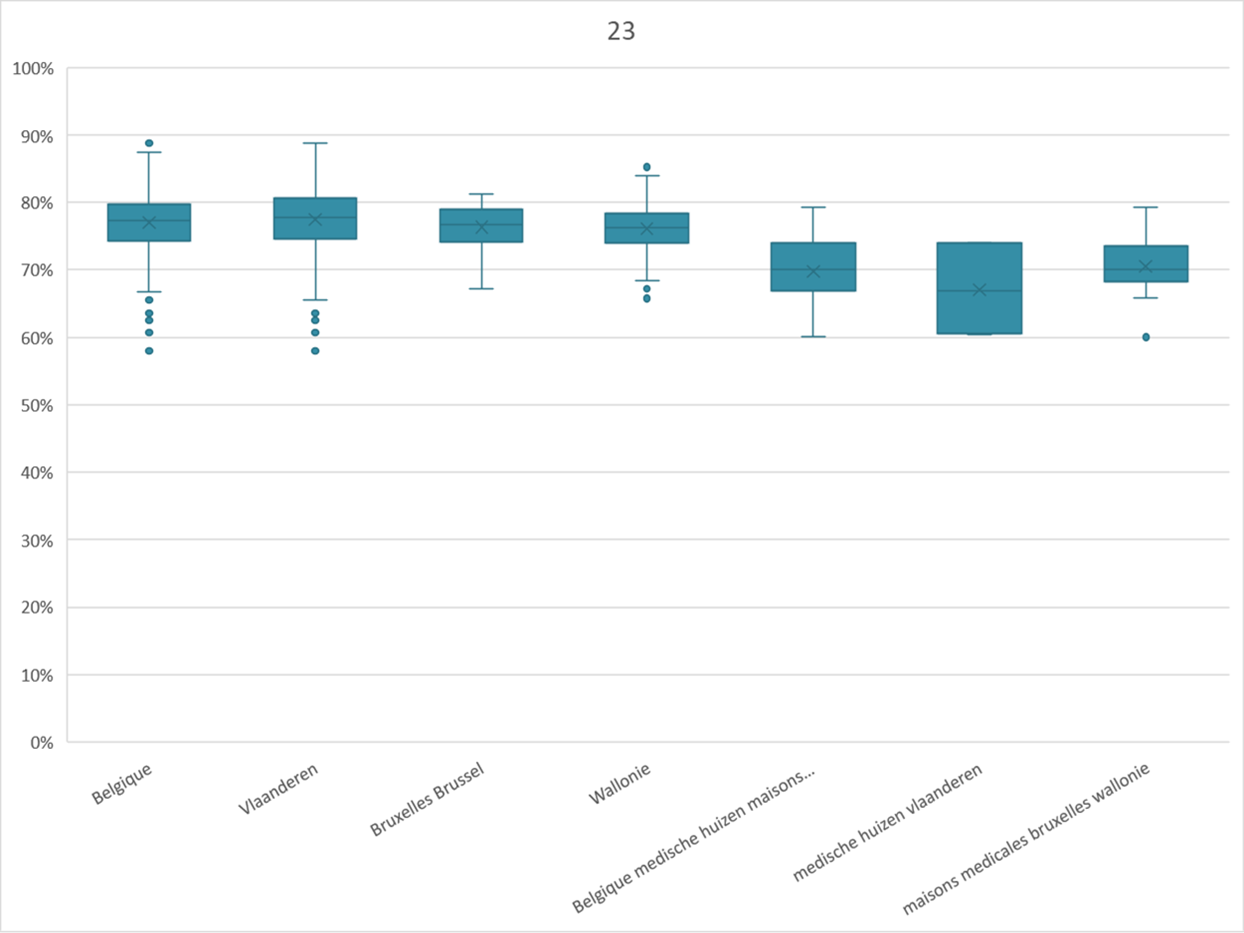 23
100%
90%
80%
70%
60%
50%
40%
30%
20%
10%
0%
Belgique
Vlaanderen
Bruxelles Brussel
Wallonie
Belgique medische huizen maisons...
medische huizen vlaanderen
maisons medicales bruxelles wallonie